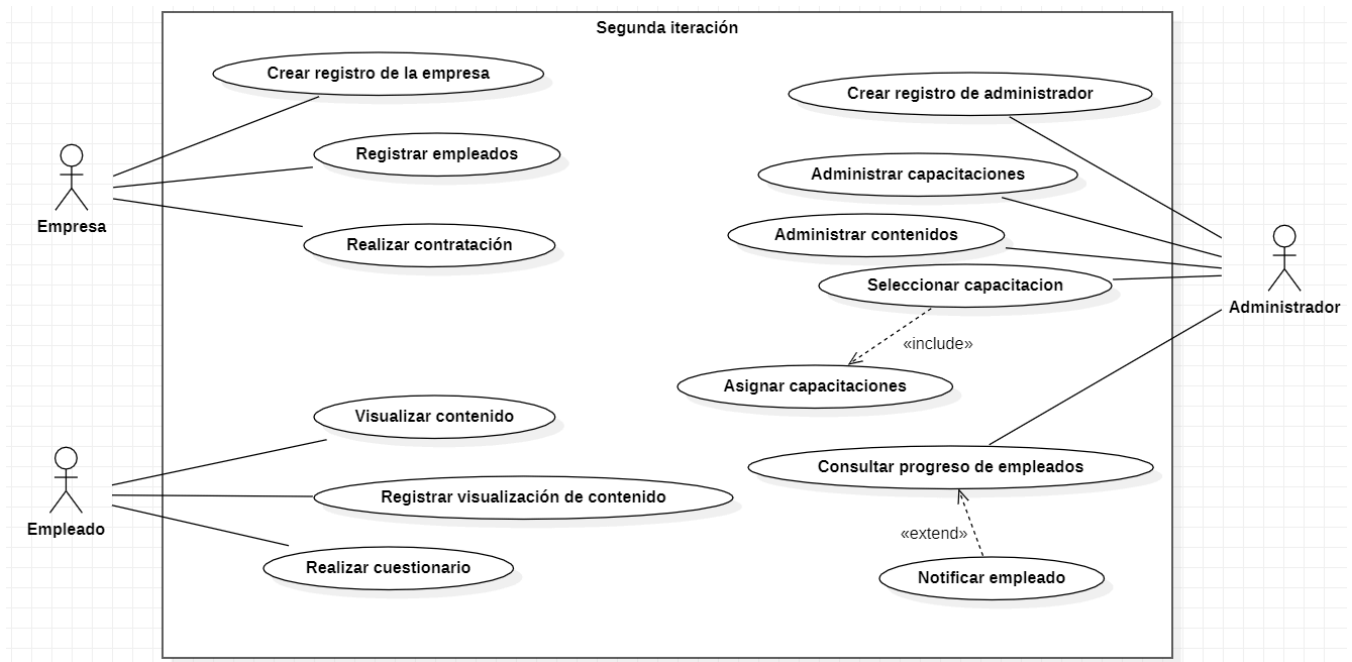 Segunda iteración
Crear registro de la empresa
Crear registro de administrador
Registrar empleados
Administrar capacitaciones
Empresa
Realizar contratación
Administrar contenidos
Seleccionar capacitacion
Administrador
«include»
Asignar capacitaciones
Visualizar contenido
Consultar progreso de empleados
Registrar visualización de contenido
Empleado
«extend»
Realizar cuestionario
Notificar empleado